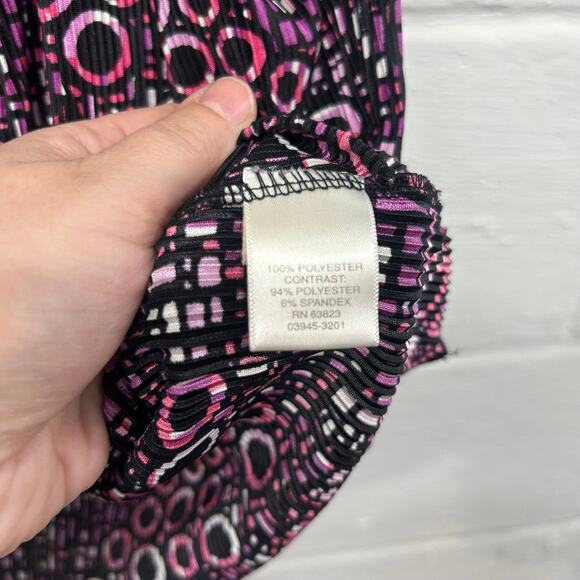 100% POLYESTER
CONTRAST:
94% POLYESTER
6% SPANDEX
RN 63823
03945-3201